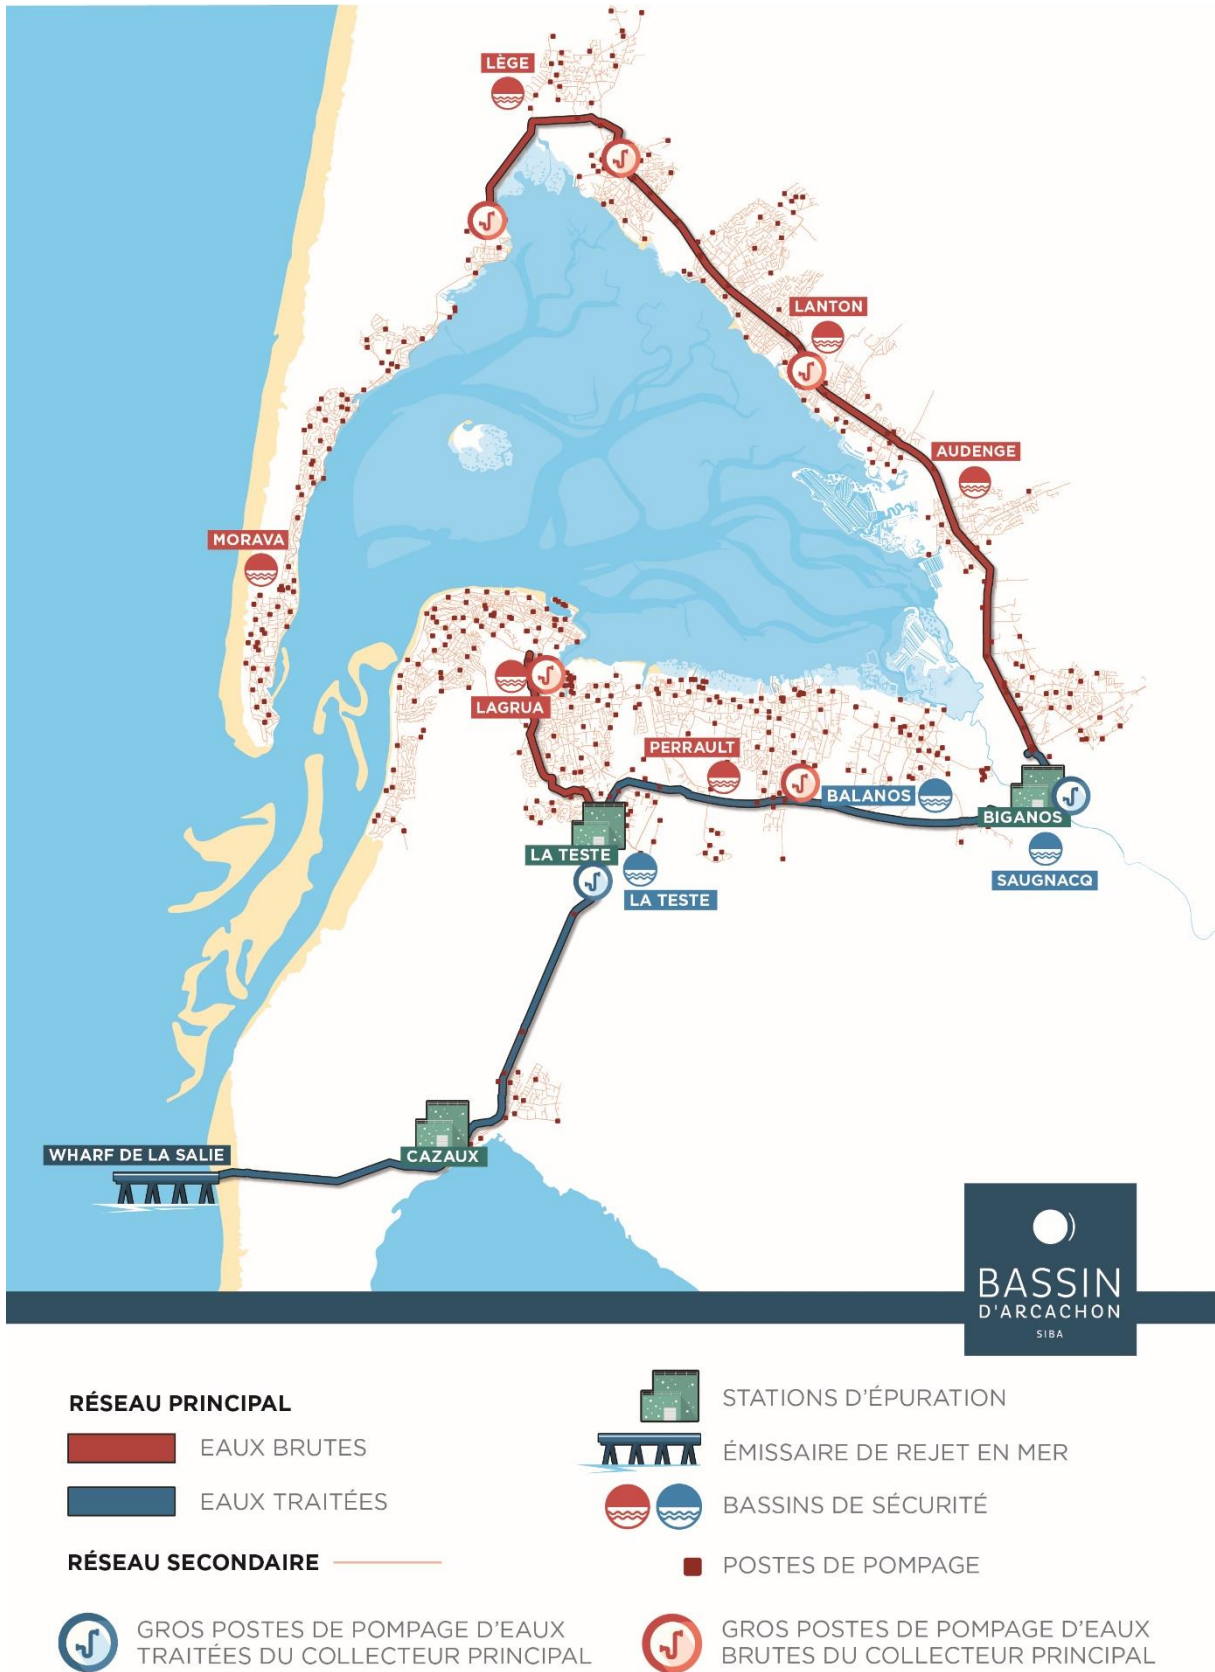 LÈGE
LANTON
AUDENGE
MORAVA
LAGRUA
PERRAULT
BALANOS
BIGANOS
LA TESTE
SAUGNACQ
LA TESTE
WHARF DE LA SALIE
CAZAUX
BASSIN
D'ARCACHON
SIBA
RÉSEAU PRINCIPAL
EAUX BRUTES
EAUX TRAITÉES
RÉSEAU SECONDAIRE
GROS POSTES DE POMPAGE D'EAUX
TRAITÉES DU COLLECTEUR PRINCIPAL
STATIONS D'ÉPURATION
ÉMISSAIRE DE REJET EN MER
BASSINS DE SÉCURITÉ
POSTES DE POMPAGE
GROS POSTES DE POMPAGE D'EAUX
BRUTES DU COLLECTEUR PRINCIPAL